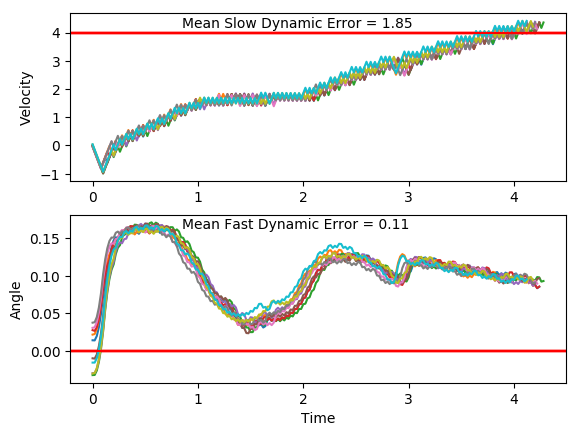 Mean Slow Dynamic Error = 1.85
Velocity
4
3
2
1
0
−1
0 1 2 3 4
Mean Fast Dynamic Error = 0.11
Angle
0.15
0.10
0.05
0.00
0 1 2 3 4
Time